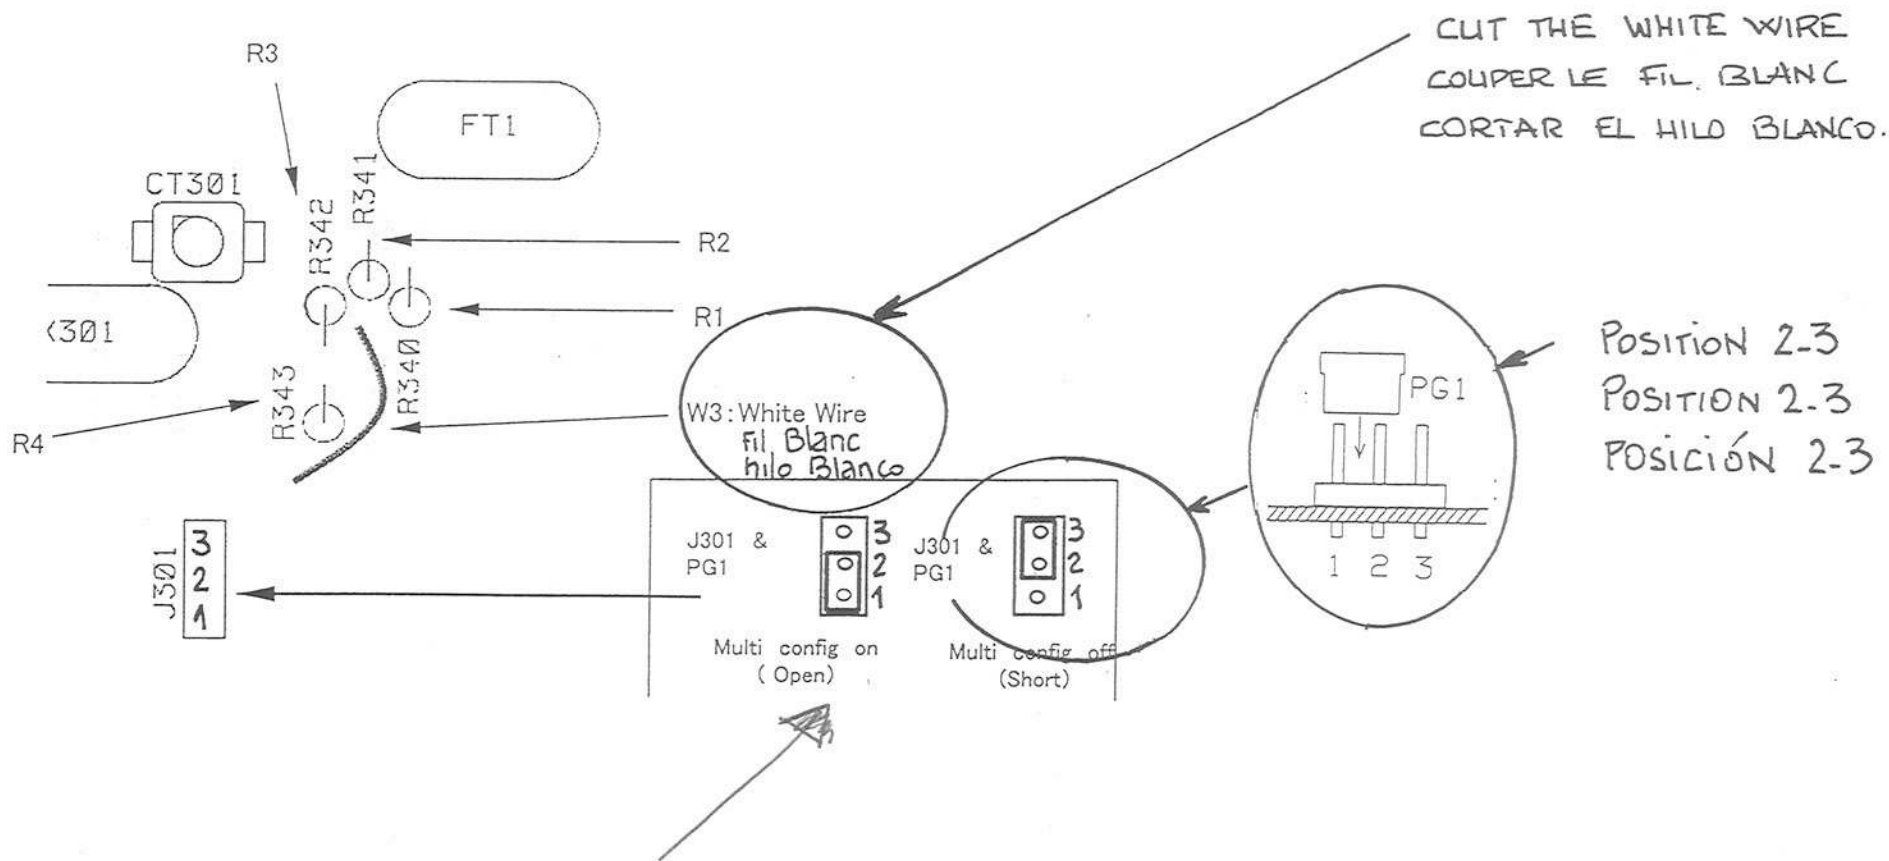 CUT THE WHITE WIRE
COUPER LE FIL. BLANC
CORTAR EL HILO BLANCO.
R3
FT1
CT301
R342
R341
R2
R1
301
R340
R343
R4
W3: White Wire
fil Blanc
hilo Blanco
PG1
1 2 3
POSITION 2-3
POSITION 2-3
POSICIÓN 2-3
J301
3
2
1
J301 &
PG1
3
2
1
Multi config on
( Open)
J301 &
PG1
3
2
1
Multi config off
(Short)